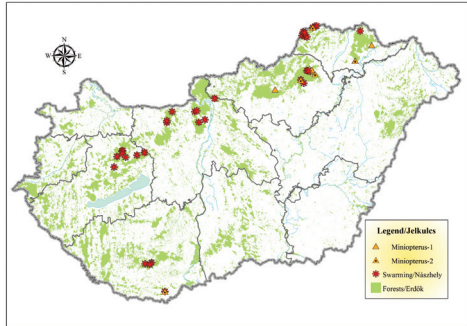 N
W
E
S
Legend/Jelkulcs
Miniopterus-1
Miniopterus-2
Swarming/Nászhely
Forests/Erdők